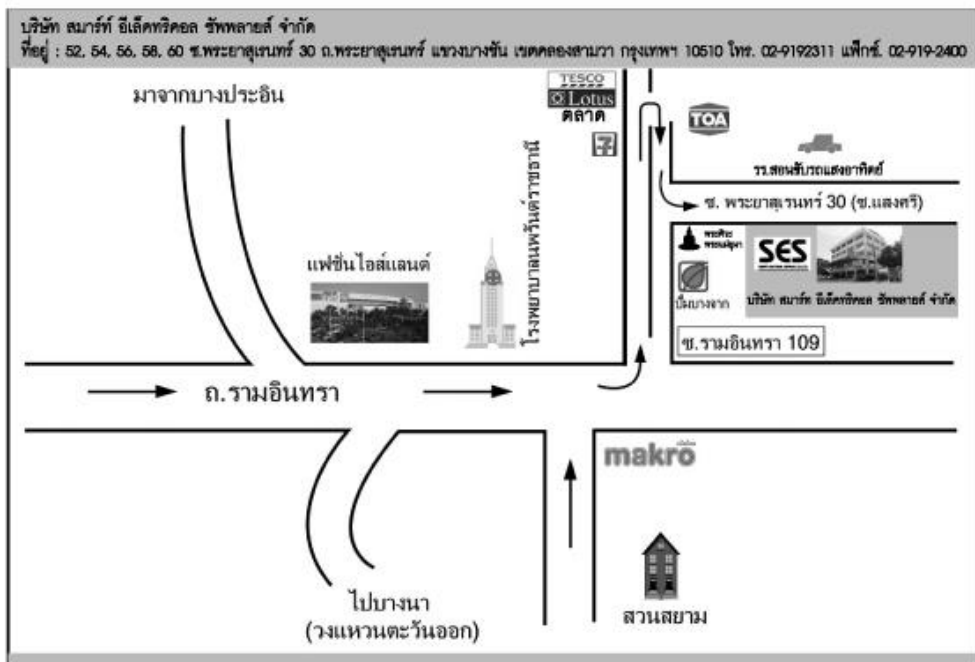 บริษัท สมาร์ท อีเล็คทริคอล ซัพพลายส์ จำกัด
ที่อยู่ : 52, 54, 56, 58, 60 ซ.พระยาสุเรนทร์ 30 ถ.พระยาสุเรนทร์ แขวงบางชัน เขตคลองสามวา กรุงเทพฯ 10510 โทร. 02-9192311 แฟ็กซ์. 02-919-2400
มาจากบางปะอิน
TESCO
Lotus
ตลาด
7
TOA
รร.สอนขับรถแสงอาทิตย์
ซ. พระยาสุเรนทร์ 30 (ซ.แสงศรี)
โรงพยาบาลนพรัตน์ราชธานี
แฟชั่นไอส์แลนด์
SES
ปั๊มบางจาก
บริษัท สมาร์ท อีเล็คทริคอล ซัพพลายส์ จำกัด
ซ.รามอินทรา 109
ถ.รามอินทรา
makro
ไปบางนา
(วงแหวนตะวันออก)
สวนสยาม